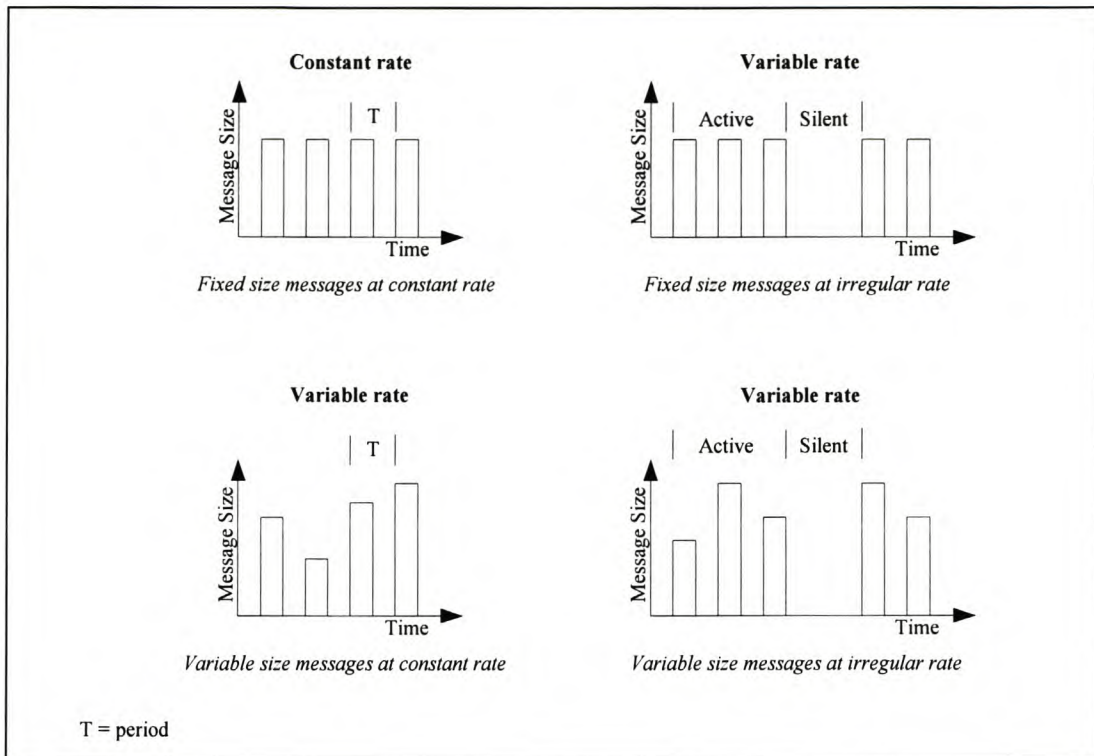 Constant rate
T
Message Size
Time
Fixed size messages at constant rate
Variable rate
Active
Silent
Message Size
Time
Fixed size messages at irregular rate
Variable rate
T
Message Size
Time
Variable size messages at constant rate
Variable rate
Active
Silent
Message Size
Time
Variable size messages at irregular rate
T = period